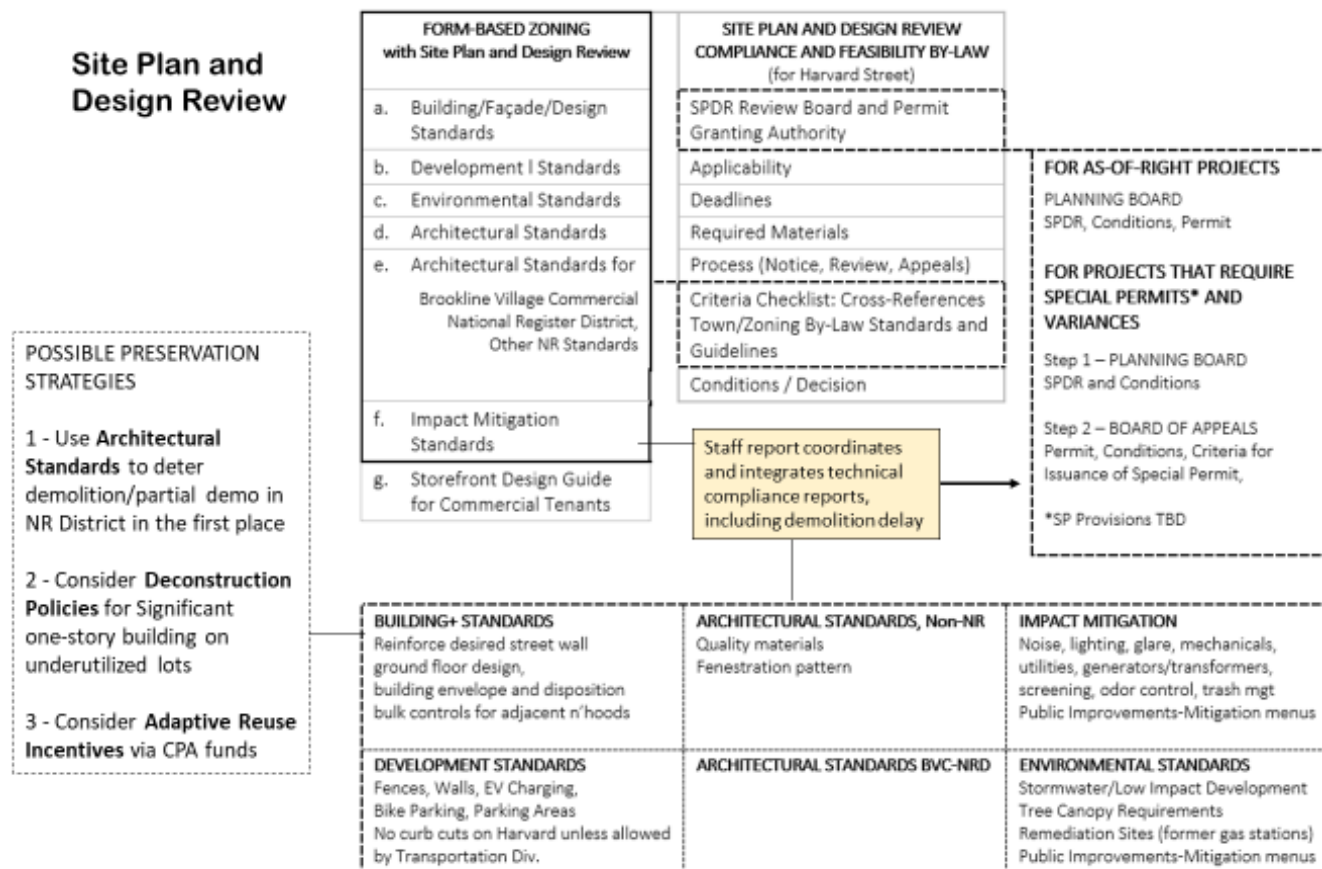 Site Plan and
Design Review
FORM-BASED ZONING
with Site Plan and Design Review
a. Building/Façade/Design
Standards
b. Development l Standards
c. Environmental Standards
d. Architectural Standards
e. Architectural Standards for
Brookline Village Commercial
National Register District,
Other NR Standards
f. Impact Mitigation
Standards
g. Storefront Design Guide
for Commercial Tenants
SITE PLAN AND DESIGN REVIEW
COMPLIANCE AND FEASIBILITY BY-LAW
(for Harvard Street)
SPDR Review Board and Permit
Granting Authority
Applicability
Deadlines
Required Materials
Process (Notice, Review, Appeals)
Criteria Checklist: Cross-References
Town/Zoning By-Law Standards and
Guidelines
Conditions / Decision
FOR AS-OF-RIGHT PROJECTS
PLANNING BOARD
SPDR, Conditions, Permit
FOR PROJECTS THAT REQUIRE
SPECIAL PERMITS* AND
VARIANCES
Step 1 – PLANNING BOARD
SPDR and Conditions
Step 2 – BOARD OF APPEALS
Permit, Conditions, Criteria for
Issuance of Special Permit,
*SP Provisions TBD
Staff report coordinates
and integrates technical
compliance reports,
including demolition delay
POSSIBLE PRESERVATION
STRATEGIES
1 - Use Architectural
Standards to deter
demolition/partial demo in
NR District in the first place
2 - Consider Deconstruction
Policies for Significant
one-story building on
underutilized lots
3 - Consider Adaptive Reuse
Incentives via CPA funds
BUILDING+ STANDARDS
Reinforce desired street wall
ground floor design,
building envelope and disposition
bulk controls for adjacent n'hoods
ARCHITECTURAL STANDARDS, Non-NR
Quality materials
Fenestration pattern
IMPACT MITIGATION
Noise, lighting, glare, mechanicals,
utilities, generators/transformers,
screening, odor control, trash mgt
Public Improvements-Mitigation menus
DEVELOPMENT STANDARDS
Fences, Walls, EV Charging,
Bike Parking, Parking Areas
No curb cuts on Harvard unless allowed
by Transportation Div.
ARCHITECTURAL STANDARDS BVC-NRD
ENVIRONMENTAL STANDARDS
Stormwater/Low Impact Development
Tree Canopy Requirements
Remediation Sites (former gas stations)
Public Improvements-Mitigation menus